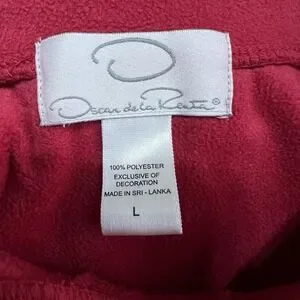 Oscar de la Renta®
100% POLYESTER
EXCLUSIVE OF
DECORATION
MADE IN SRI - LANKA
L